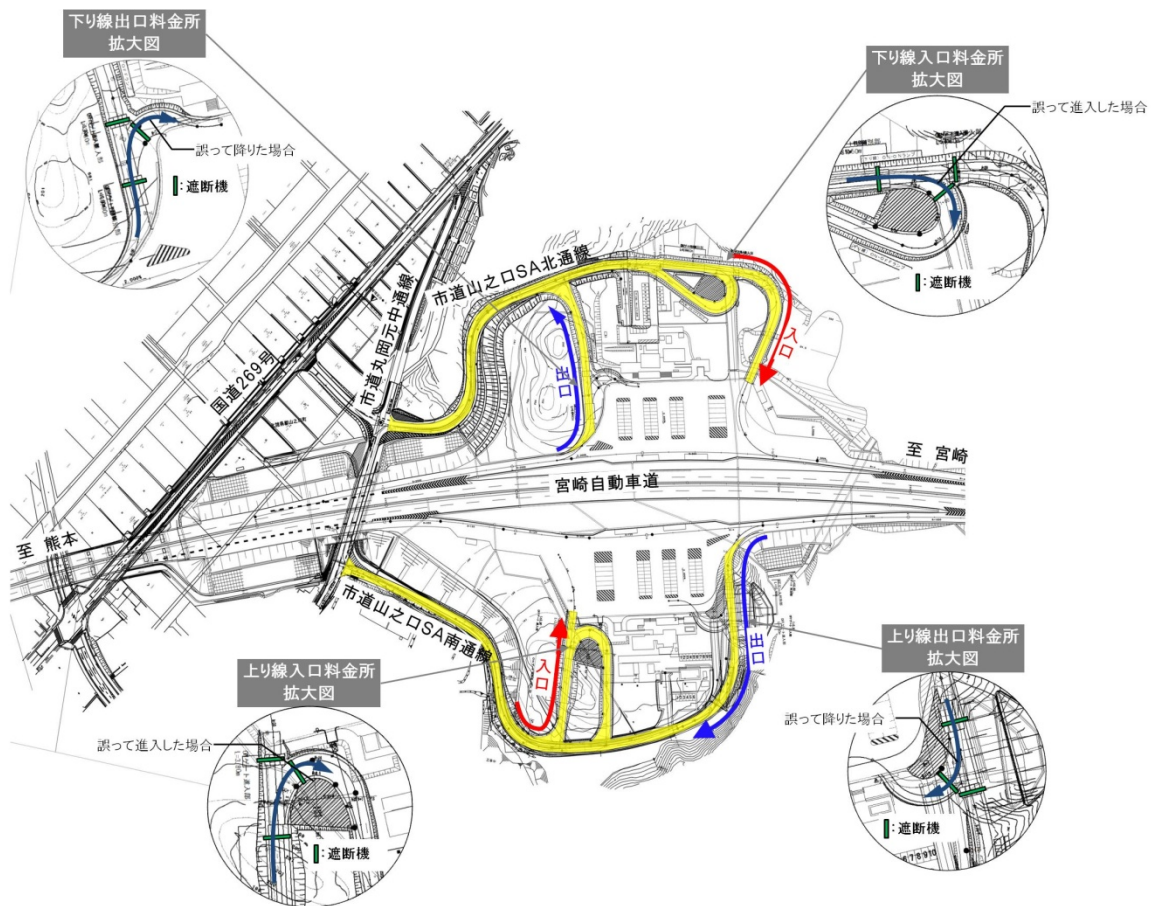 下り線出口料金所
拡大図
誤って降りた場合
:遮断機
下り線入口料金所
拡大図
誤って進入した場合
:遮断機
市道山之口SA北通線
国道269号
市道丸岡元中通線
入口
出口
至 宮崎
宮崎自動車道
至 熊本
市道山之口SA南通線
入口
出口
上り線入口料金所
拡大図
誤って進入した場合
:遮断機
上り線出口料金所
拡大図
誤って降りた場合
:遮断機
6 7 8 9 10